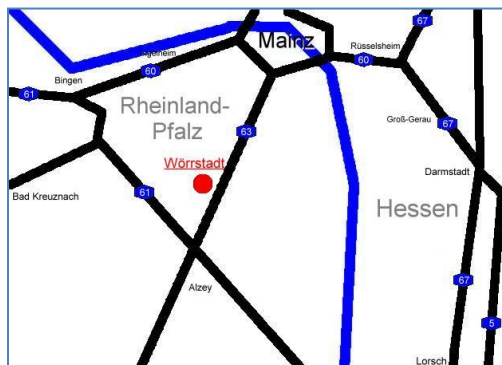 67
Mainz
Ingelheim
Rüsselsheim
Bingen
60
60
61
Rheinland-
Pfalz
63
Groß-Gerau
67
Wörrstadt
Darmstadt
61
Bad Kreuznach
Hessen
Alzey
67
5
Lorsch